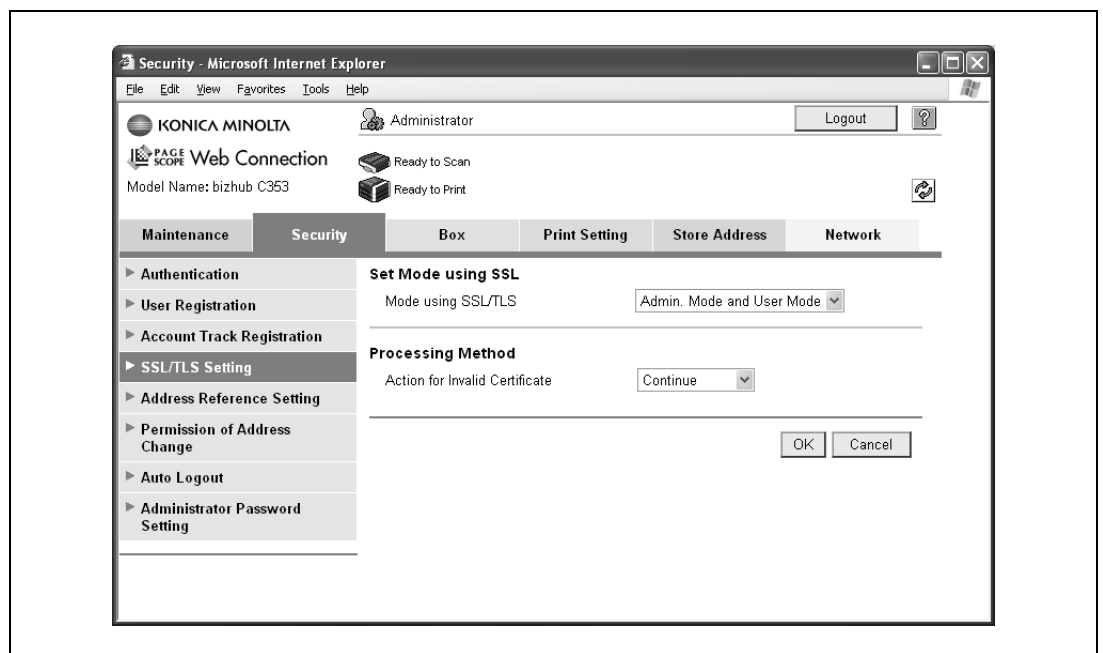 Security - Microsoft Internet Explorer
File Edit View Favorites Tools Help
KONICA MINOLTA
Administrator
Logout
?
PAGE SCOPE Web Connection
Ready to Scan
Model Name: bizhub C353
Ready to Print
Maintenance Security Box Print Setting Store Address Network
Authentication
User Registration
Account Track Registration
SSL/TLS Setting
Address Reference Setting
Permission of Address
Change
Auto Logout
Administrator Password
Setting
Set Mode using SSL
Mode using SSL/TLS Admin. Mode and User Mode
Processing Method
Action for Invalid Certificate Continue
OK Cancel